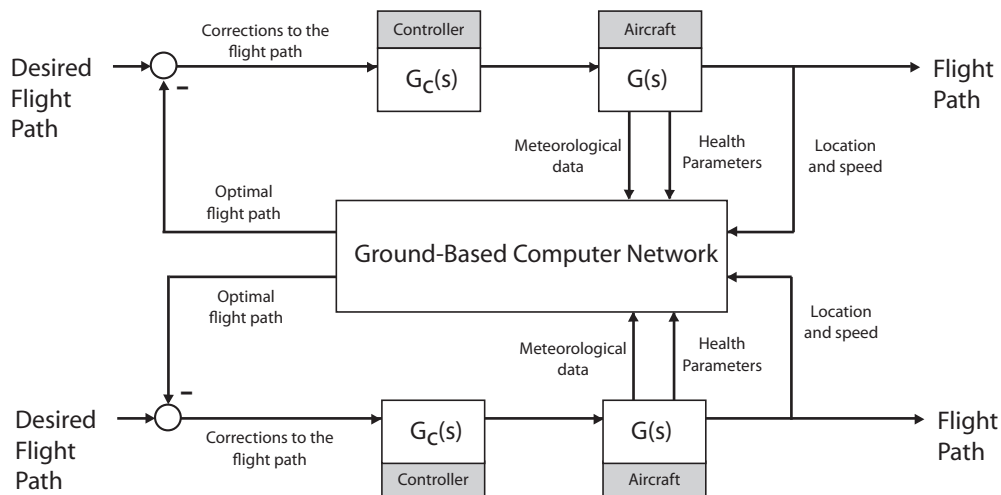 Corrections to the
flight path
Controller
Aircraft
Desired
Flight
Path
G_C(s)
G(s)
Flight
Path
Meteorological
data
Health
Parameters
Location
and speed
Optimal
flight path
Ground-Based Computer Network
Optimal
flight path
Meteorological
data
Health
Parameters
Location
and speed
Desired
Flight
Path
Corrections to the
flight path
G_C(s)
G(s)
Controller
Aircraft
Flight
Path